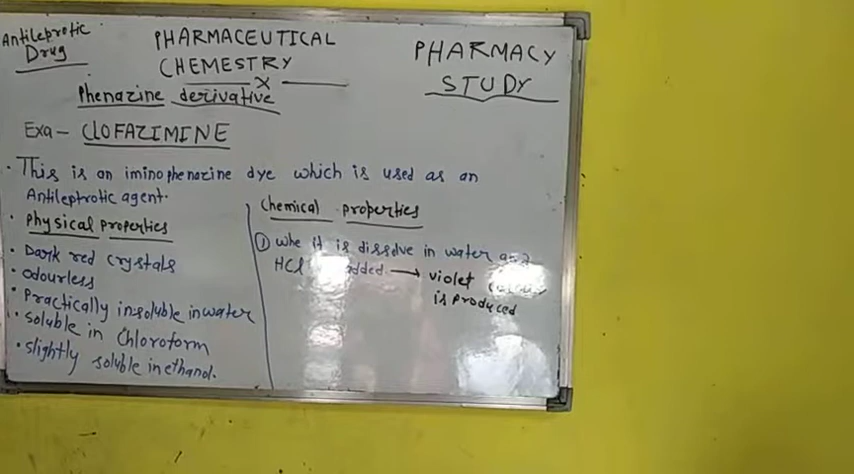 Antileprotic
Drug
PHARMACEUTICAL
CHEMESTRY
X
PHARMACY
STUDY
Phenazine derivative
Exa- CLOFAZIMINE
• This is an iminophenazine dye which is used as an
Antileptrotic agent.
• Physical Properties
• Dark red crystals
• Odourless
• Practically insoluble in water
• Soluble in Chloroform
• Slightly soluble in ethanol.
Chemical properties
① Whe it is dissolve in water and
HCl added → violet
is Produced